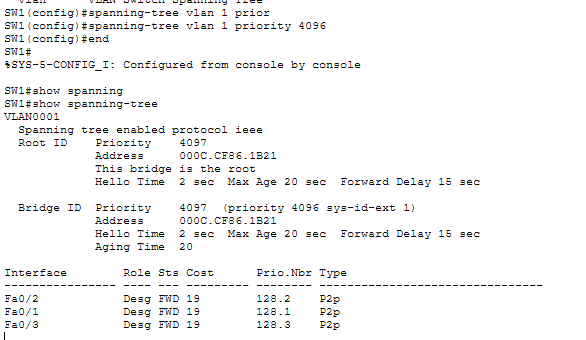 vlan     VLAN Switch Spanning Tree
SW1(config)#spanning-tree vlan 1 prior
SW1(config)#spanning-tree vlan 1 priority 4096
SW1(config)#end
SW1#
%SYS-5-CONFIG_I: Configured from console by console
SW1#show spanning
SW1#show spanning-tree
VLAN0001
Spanning tree enabled protocol ieee
Root ID    Priority    4097
Address     000C.CF86.1B21
This bridge is the root
Hello Time  2 sec  Max Age 20 sec  Forward Delay 15 sec
Bridge ID  Priority    4097  (priority 4096 sys-id-ext 1)
Address     000C.CF86.1B21
Hello Time  2 sec  Max Age 20 sec  Forward Delay 15 sec
Aging Time  20
Interface        Role Sts Cost      Prio.Nbr Type
---------------- ---- --- --------- -------- --------------------------------
Fa0/2            Desg FWD 19        128.2    P2p
Fa0/1            Desg FWD 19        128.1    P2p
Fa0/3            Desg FWD 19        128.3    P2p